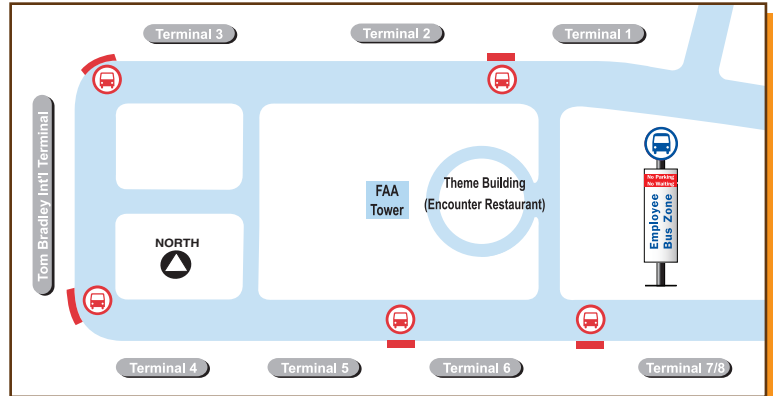 Terminal 3
Terminal 2
Terminal 1
Tom Bradley Int'l Terminal
No Parking
No Waiting
Employee
Bus Zone
FAA
Tower
Theme Building
(Encounter Restaurant)
NORTH
Terminal 4
Terminal 5
Terminal 6
Terminal 7/8